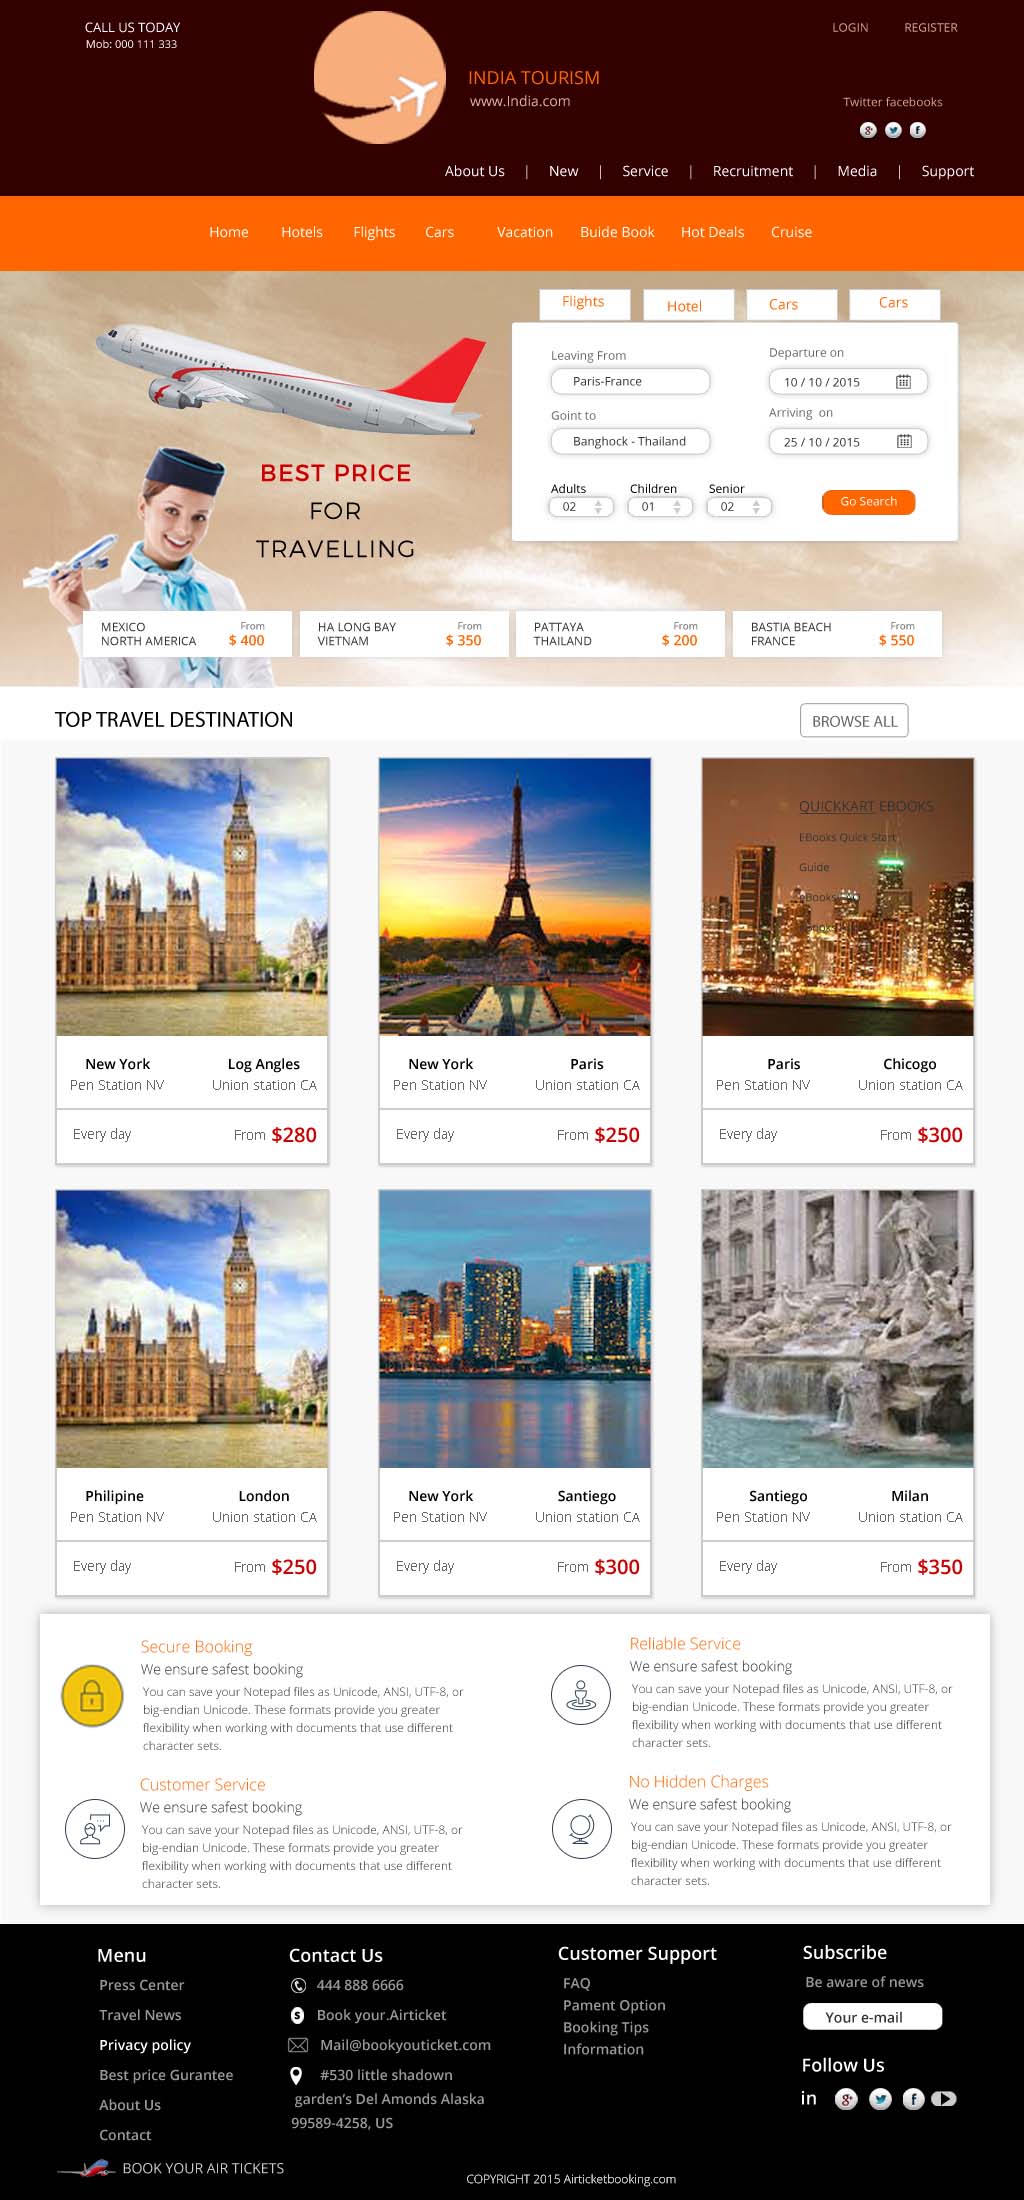 CALL US TODAY
Mob: 000 111 333
LOGIN REGISTER
INDIA TOURISM
www.India.com
Twitter facebooks
About Us | New | Service | Recruitment | Media | Support
Home Hotels Flights Cars Vacation Buide Book Hot Deals Cruise
Flights Hotel Cars Cars
Leaving From Departure on
Paris-France 10 / 10 / 2015
Goint to Arriving on
Banghock - Thailand 25 / 10 / 2015
Adults Children Senior
02 01 02 Go Search
BEST PRICE
FOR
TRAVELLING
MEXICO From
NORTH AMERICA $ 400
HA LONG BAY From
VIETNAM $ 350
PATTAYA From
THAILAND $ 200
BASTIA BEACH From
FRANCE $ 550
TOP TRAVEL DESTINATION BROWSE ALL
QUICKKART EBOOKS
EBooks Quick Start
Guide
New York Log Angles
Pen Station NV Union station CA
Every day From $280
New York Paris
Pen Station NV Union station CA
Every day From $250
Paris Chicogo
Pen Station NV Union station CA
Every day From $300
Philipine London
Pen Station NV Union station CA
Every day From $250
New York Santiego
Pen Station NV Union station CA
Every day From $300
Santiego Milan
Pen Station NV Union station CA
Every day From $350
Secure Booking
We ensure safest booking
You can save your Notepad files as Unicode, ANSI, UTF-8, or
big-endian Unicode. These formats provide you greater
flexibility when working with documents that use different
character sets.
Reliable Service
We ensure safest booking
You can save your Notepad files as Unicode, ANSI, UTF-8, or
big-endian Unicode. These formats provide you greater
flexibility when working with documents that use different
character sets.
Customer Service
We ensure safest booking
You can save your Notepad files as Unicode, ANSI, UTF-8, or
big-endian Unicode. These formats provide you greater
flexibility when working with documents that use different
character sets.
No Hidden Charges
We ensure safest booking
You can save your Notepad files as Unicode, ANSI, UTF-8, or
big-endian Unicode. These formats provide you greater
flexibility when working with documents that use different
character sets.
Menu
Press Center
Travel News
Privacy policy
Best price Gurantee
About Us
Contact
BOOK YOUR AIR TICKETS
Contact Us
444 888 6666
Book your.Airticket
Mail@bookyouticket.com
#530 little shadown
garden's Del Amonds Alaska
99589-4258, US
Customer Support
FAQ
Pament Option
Booking Tips
Information
Subscribe
Be aware of news
Your e-mail
Follow Us
in
COPYRIGHT 2015 Airticketbooking.com